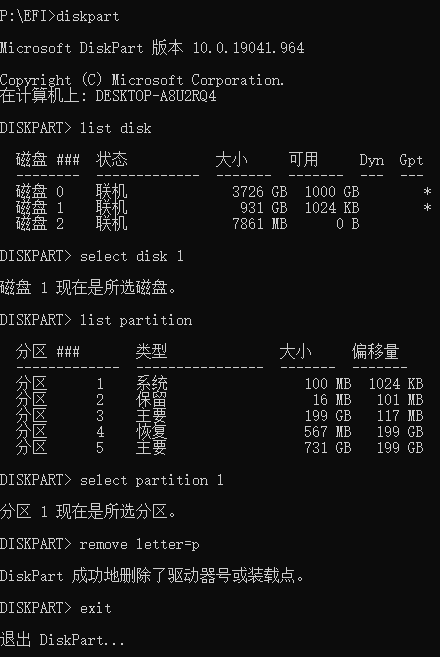 P:\EFI>diskpart
Microsoft DiskPart 版本 10.0.19041.964
Copyright (C) Microsoft Corporation.
在计算机上: DESKTOP-A8U2RQ4
DISKPART> list disk
磁盘 ### 状态 大小 可用 Dyn Gpt
-------- ------------- ------- ------- --- ---
磁盘 0 联机 3726 GB 1000 GB *
磁盘 1 联机 931 GB 1024 KB *
磁盘 2 联机 7861 MB 0 B
DISKPART> select disk 1
磁盘 1 现在是所选磁盘。
DISKPART> list partition
分区 ### 类型 大小 偏移量
------------- ---------------- ------- -------
分区 1 系统 100 MB 1024 KB
分区 2 保留 16 MB 101 MB
分区 3 主要 199 GB 117 MB
分区 4 恢复 567 MB 199 GB
分区 5 主要 731 GB 199 GB
DISKPART> select partition 1
分区 1 现在是所选分区。
DISKPART> remove letter=p
DiskPart 成功地删除了驱动器号或装载点。
DISKPART> exit
退出 DiskPart...